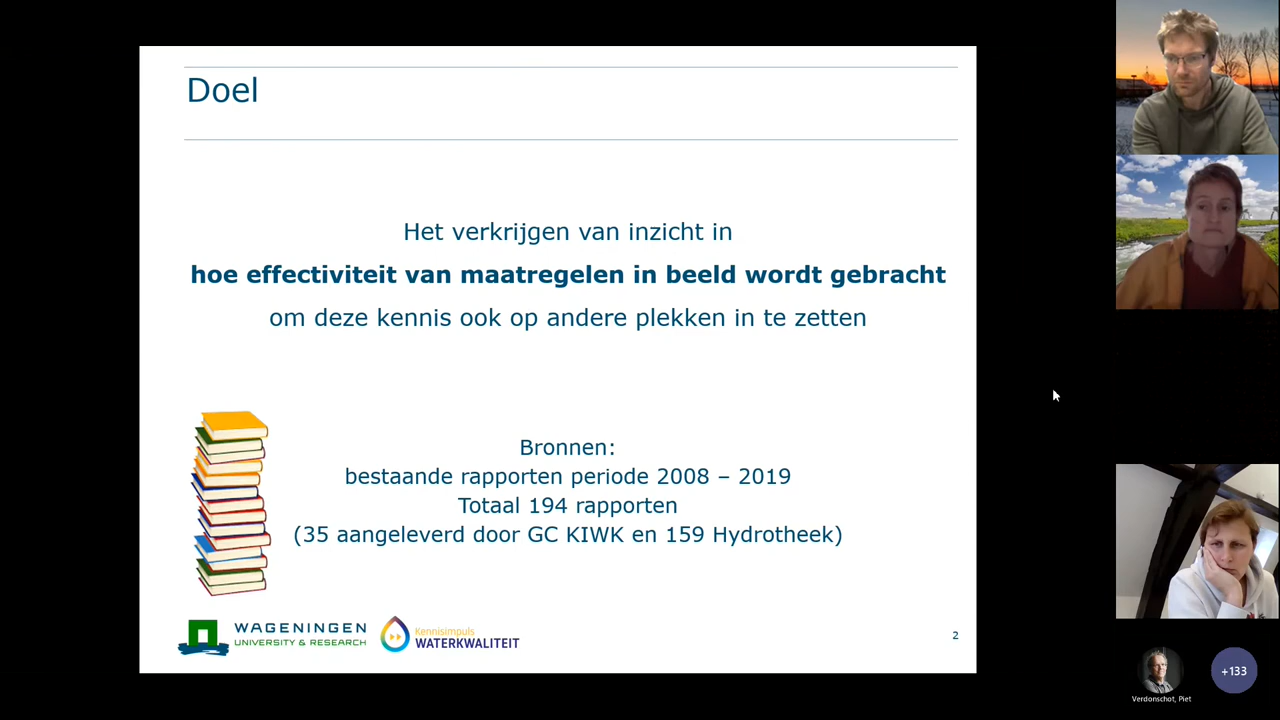 Doel
Het verkrijgen van inzicht in
hoe effectiviteit van maatregelen in beeld wordt gebracht
om deze kennis ook op andere plekken in te zetten
Bronnen:
bestaande rapporten periode 2008 – 2019
Totaal 194 rapporten
(35 aangeleverd door GC KIWK en 159 Hydrotheek)
WAGENINGEN
UNIVERSITY & RESEARCH
Kennisimpuls
WATERKWALITEIT
2
+133
Verdonschot, Piet